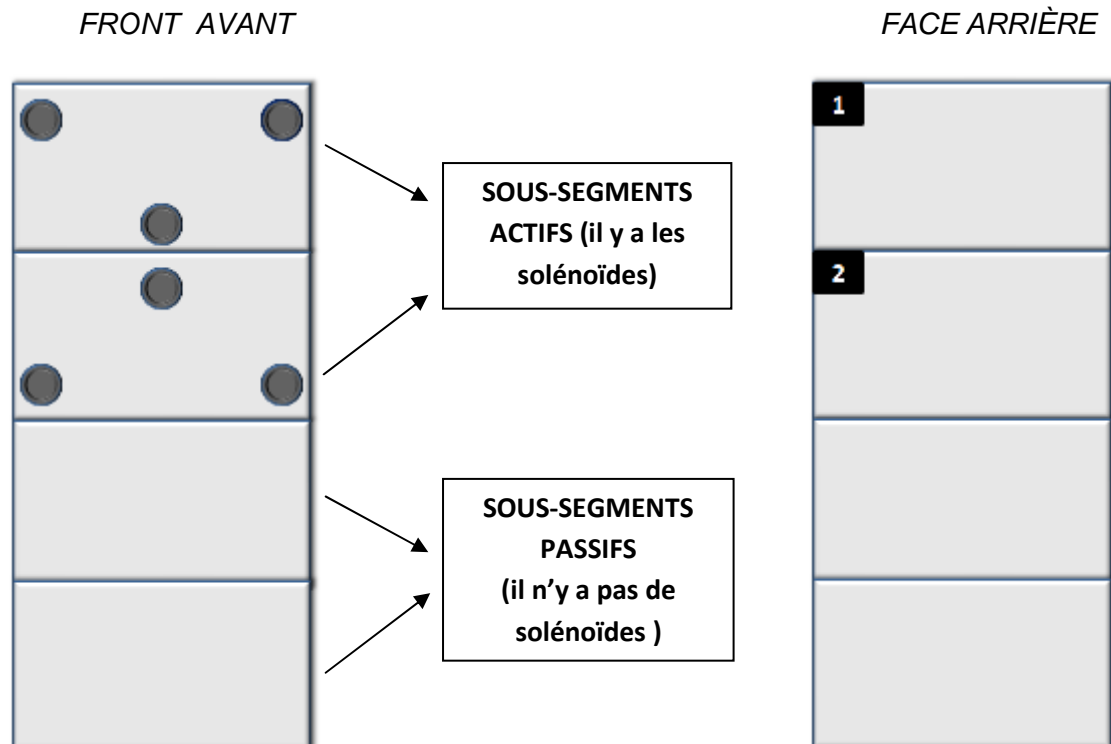 FRONT AVANT
FACE ARRIÈRE
1
SOUS-SEGMENTS
ACTIFS (il y a les
solénoïdes)
2
SOUS-SEGMENTS
PASSIFS
(il n’y a pas de
solénoïdes )